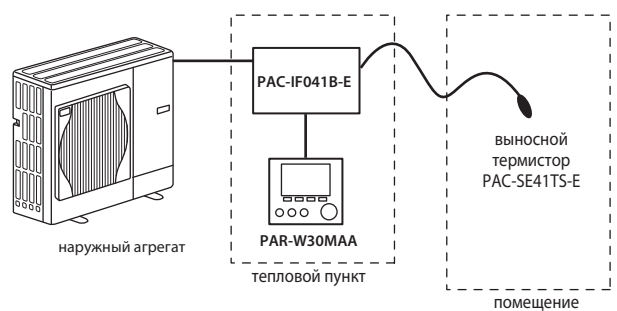 PAC-IF041B-E
выносной
термистор
PAC-SE41TS-E
PAR-W30MAA
наружный агрегат
тепловой пункт
помещение